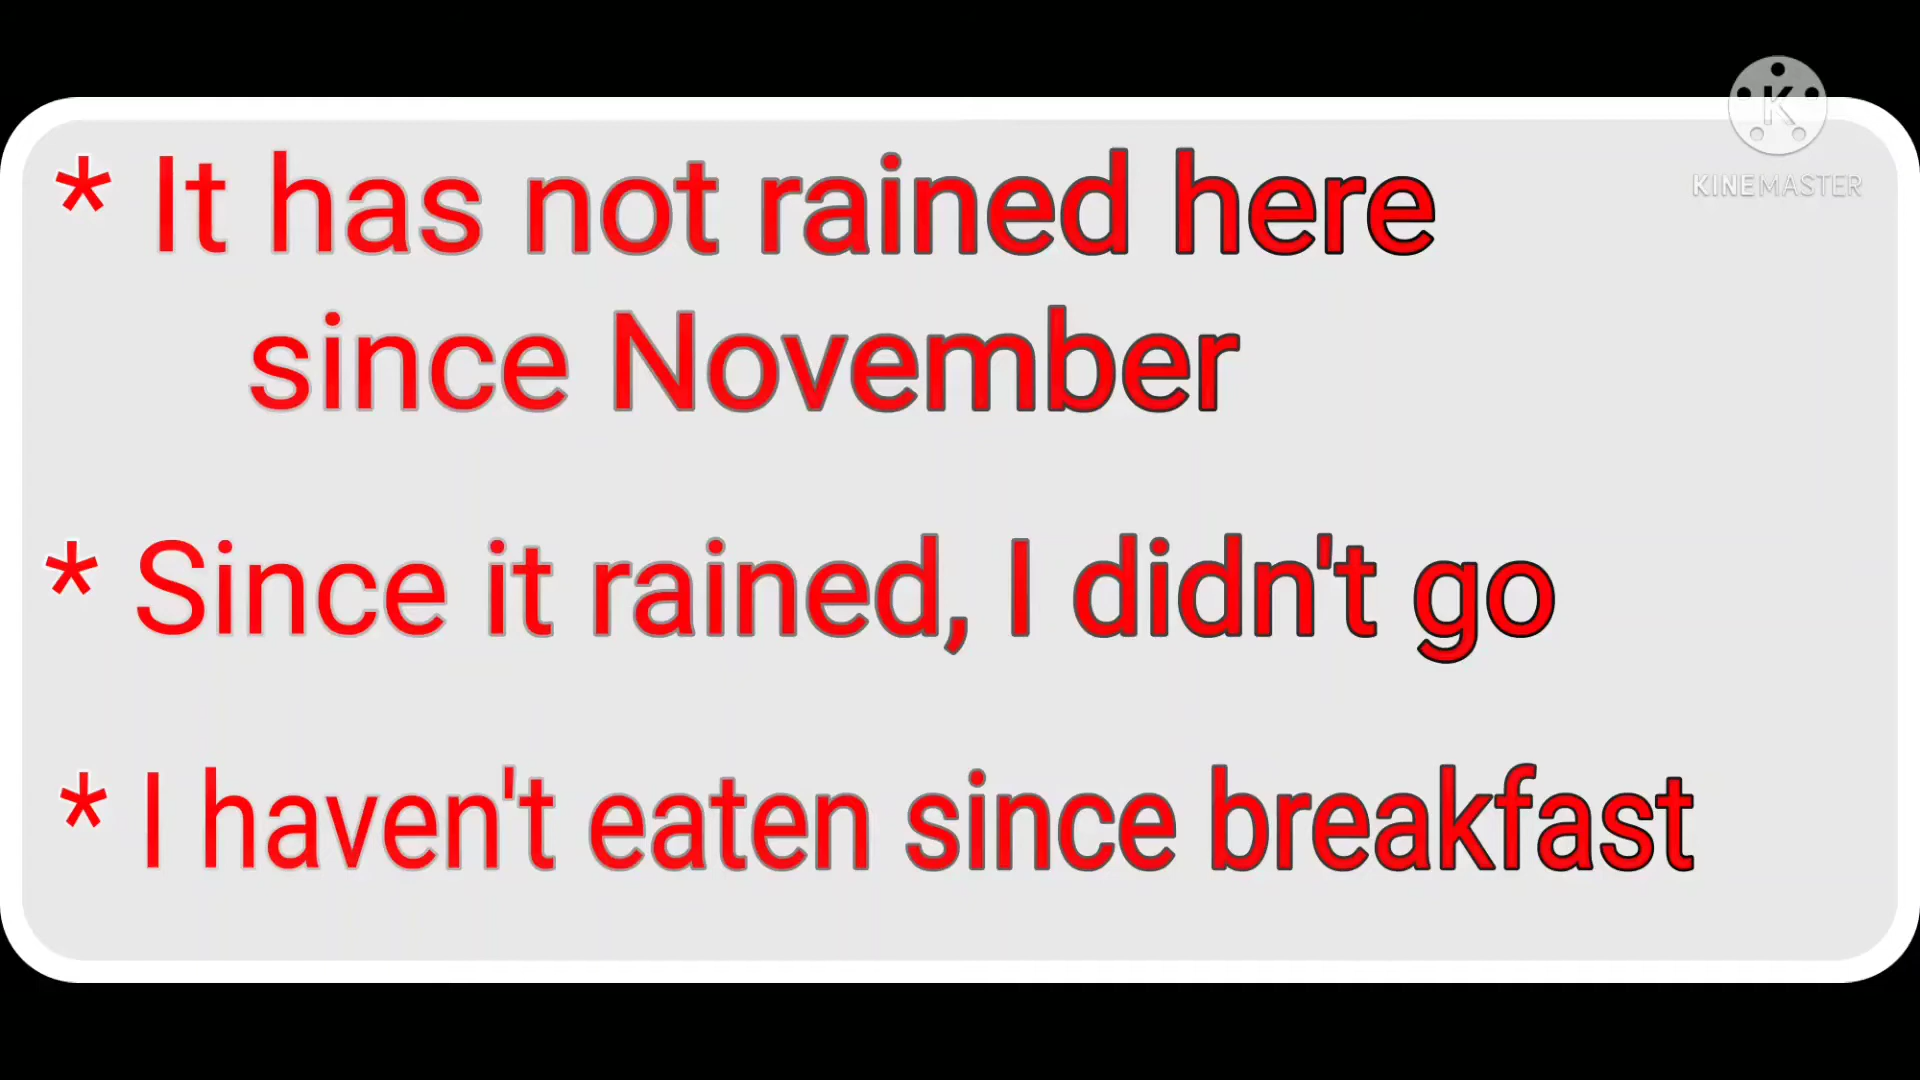 * It has not rained here
since November
* Since it rained, I didn't go
* I haven't eaten since breakfast
K
KINEMASTER